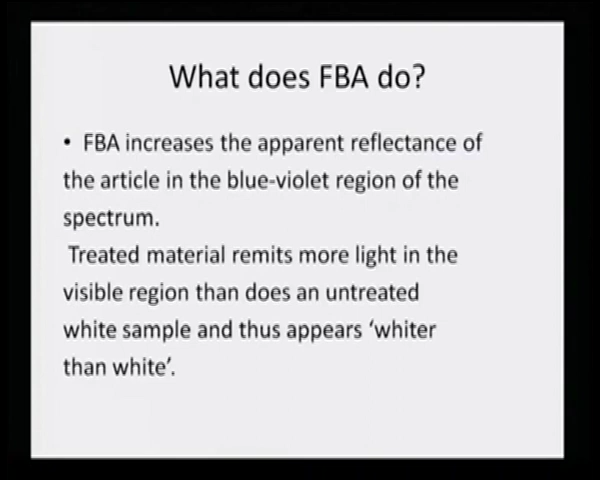 What does FBA do?
• FBA increases the apparent reflectance of
the article in the blue-violet region of the
spectrum.
Treated material remits more light in the
visible region than does an untreated
white sample and thus appears ‘whiter
than white’.